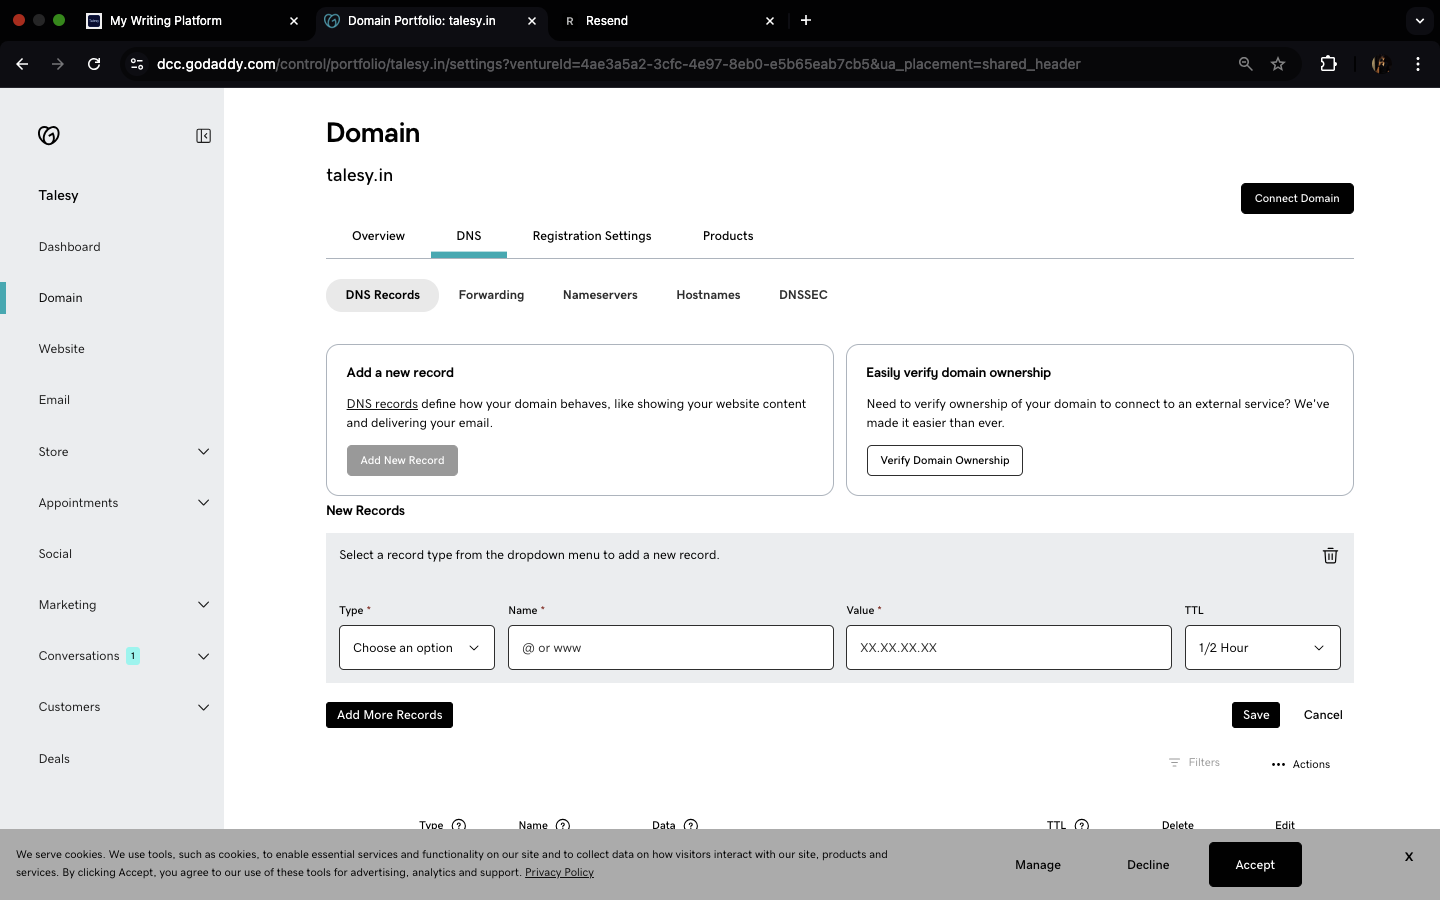 My Writing Platform
Domain Portfolio: talesy.in
R Resend
dcc.godaddy.com/control/portfolio/talesy.in/settings?ventureId=4ae3a5a2-3cfc-4e97-8eb0-e5b65eab7cb5&ua_placement=shared_header
Talesy
Dashboard
Domain
Website
Email
Store
Appointments
Social
Marketing
Conversations 1
Customers
Deals
Domain
talesy.in
Connect Domain
Overview DNS Registration Settings Products
DNS Records Forwarding Nameservers Hostnames DNSSEC
Add a new record
DNS records define how your domain behaves, like showing your website content
and delivering your email.
Add New Record
Easily verify domain ownership
Need to verify ownership of your domain to connect to an external service? We've
made it easier than ever.
Verify Domain Ownership
New Records
Select a record type from the dropdown menu to add a new record.
Type * Name * Value * TTL
Choose an option @ or www XX.XX.XX.XX 1/2 Hour
Add More Records Save Cancel
Filters ••• Actions
Type ? Name ? Data ? TTL ? Delete Edit
We serve cookies. We use tools, such as cookies, to enable essential services and functionality on our site and to collect data on how visitors interact with our site, products and
services. By clicking Accept, you agree to our use of these tools for advertising, analytics and support. Privacy Policy
Manage Decline Accept X